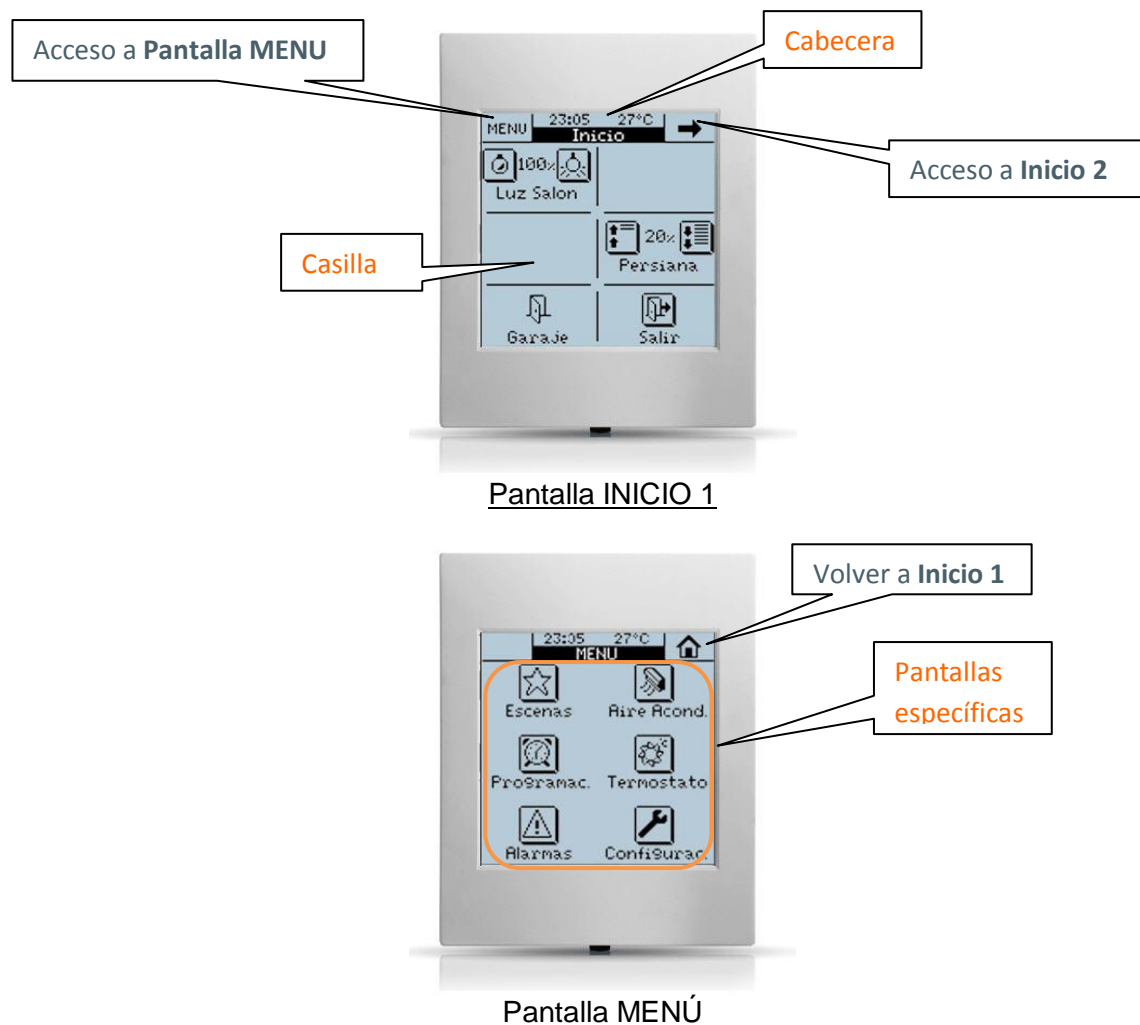 Acceso a Pantalla MENU
Cabecera
MENU
23:05 27°C
Inicio
Acceso a Inicio 2
100%
Luz Salon
Casilla
20%
Persiana
Garaje
Salir
Pantalla INICIO 1
Volver a Inicio 1
23:05 27°C
MENU
Pantallas
específicas
Escenas
Aire Acond.
Programac.
Termostato
Alarmas
Configurac.
Pantalla MENÚ